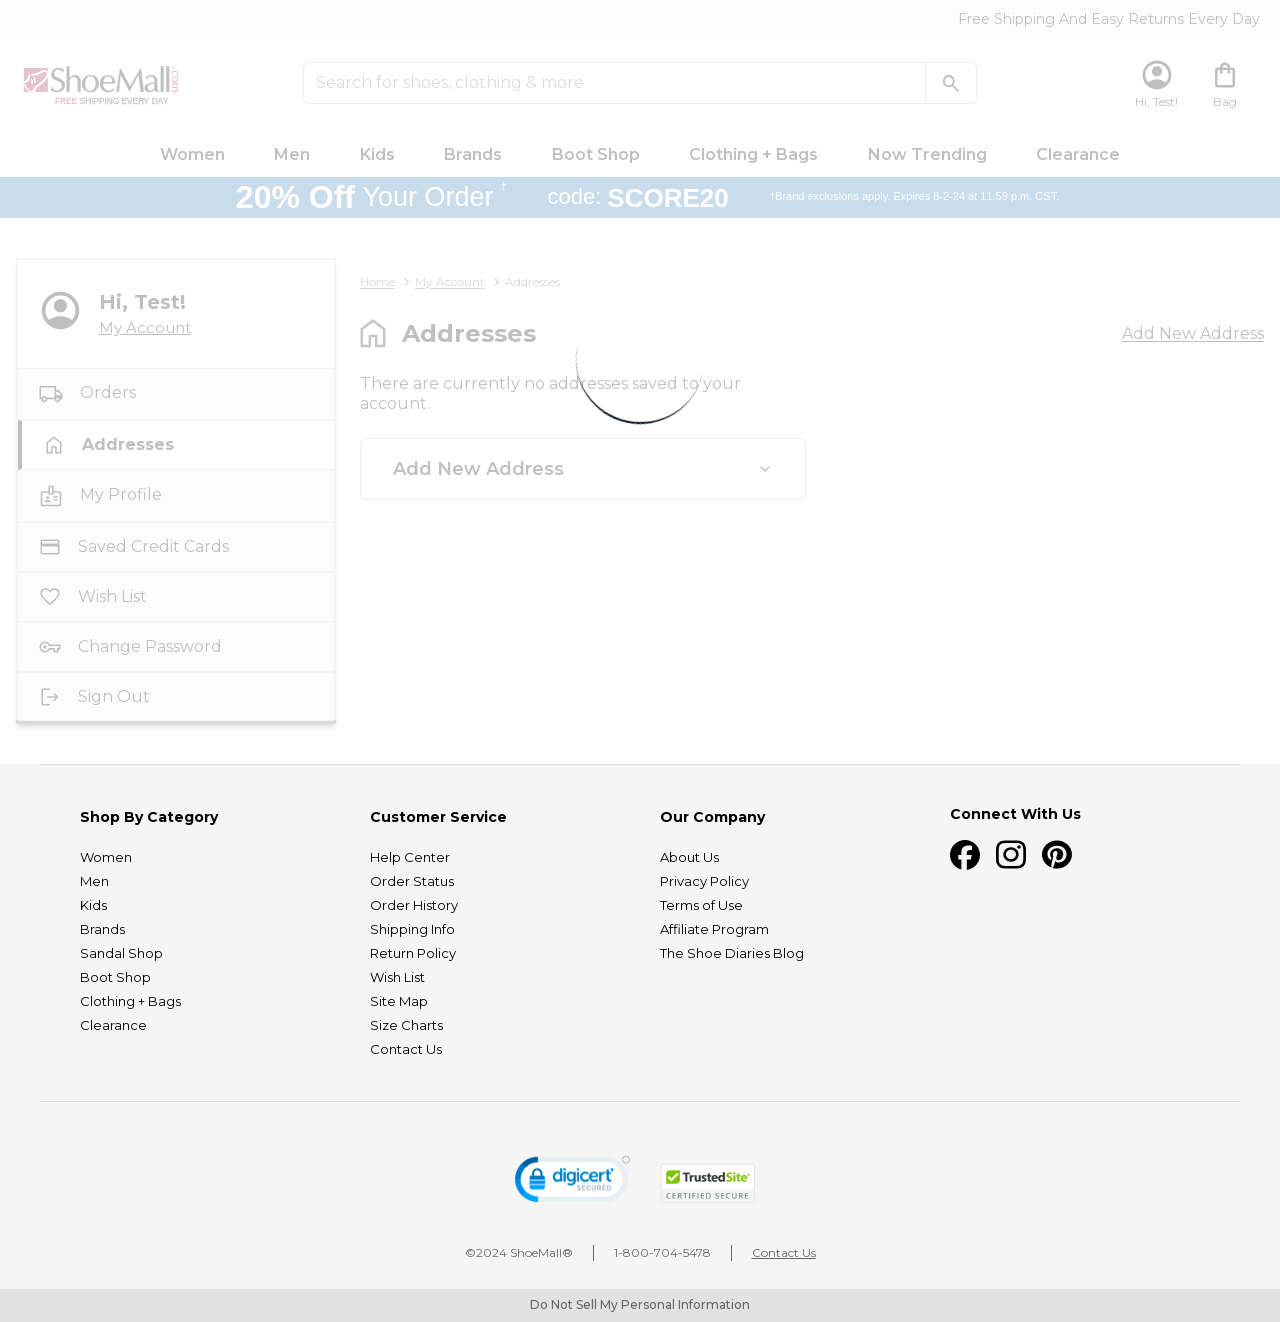 Free Shipping And Easy Returns Every Day
ShoeMall.com
FREE SHIPPING EVERY DAY
Search for shoes, clothing & more
Hi, Test!
Bag
Women Men Kids Brands Boot Shop Clothing + Bags Now Trending Clearance
20% Off Your Order † code: SCORE20 †Brand exclusions apply. Expires 8-2-24 at 11:59 p.m. CST.
Hi, Test!
My Account
Orders
Addresses
My Profile
Saved Credit Cards
Wish List
Change Password
Sign Out
Home > My Account > Addresses
Addresses
Add New Address
There are currently no addresses saved to your
account.
Add New Address
Shop By Category
Women
Men
Kids
Brands
Sandal Shop
Boot Shop
Clothing + Bags
Clearance
Customer Service
Help Center
Order Status
Order History
Shipping Info
Return Policy
Wish List
Site Map
Size Charts
Contact Us
Our Company
About Us
Privacy Policy
Terms of Use
Affiliate Program
The Shoe Diaries Blog
Connect With Us
digicert
SECURED
TrustedSite
CERTIFIED SECURE
©2024 ShoeMall® | 1-800-704-5478 | Contact Us
Do Not Sell My Personal Information